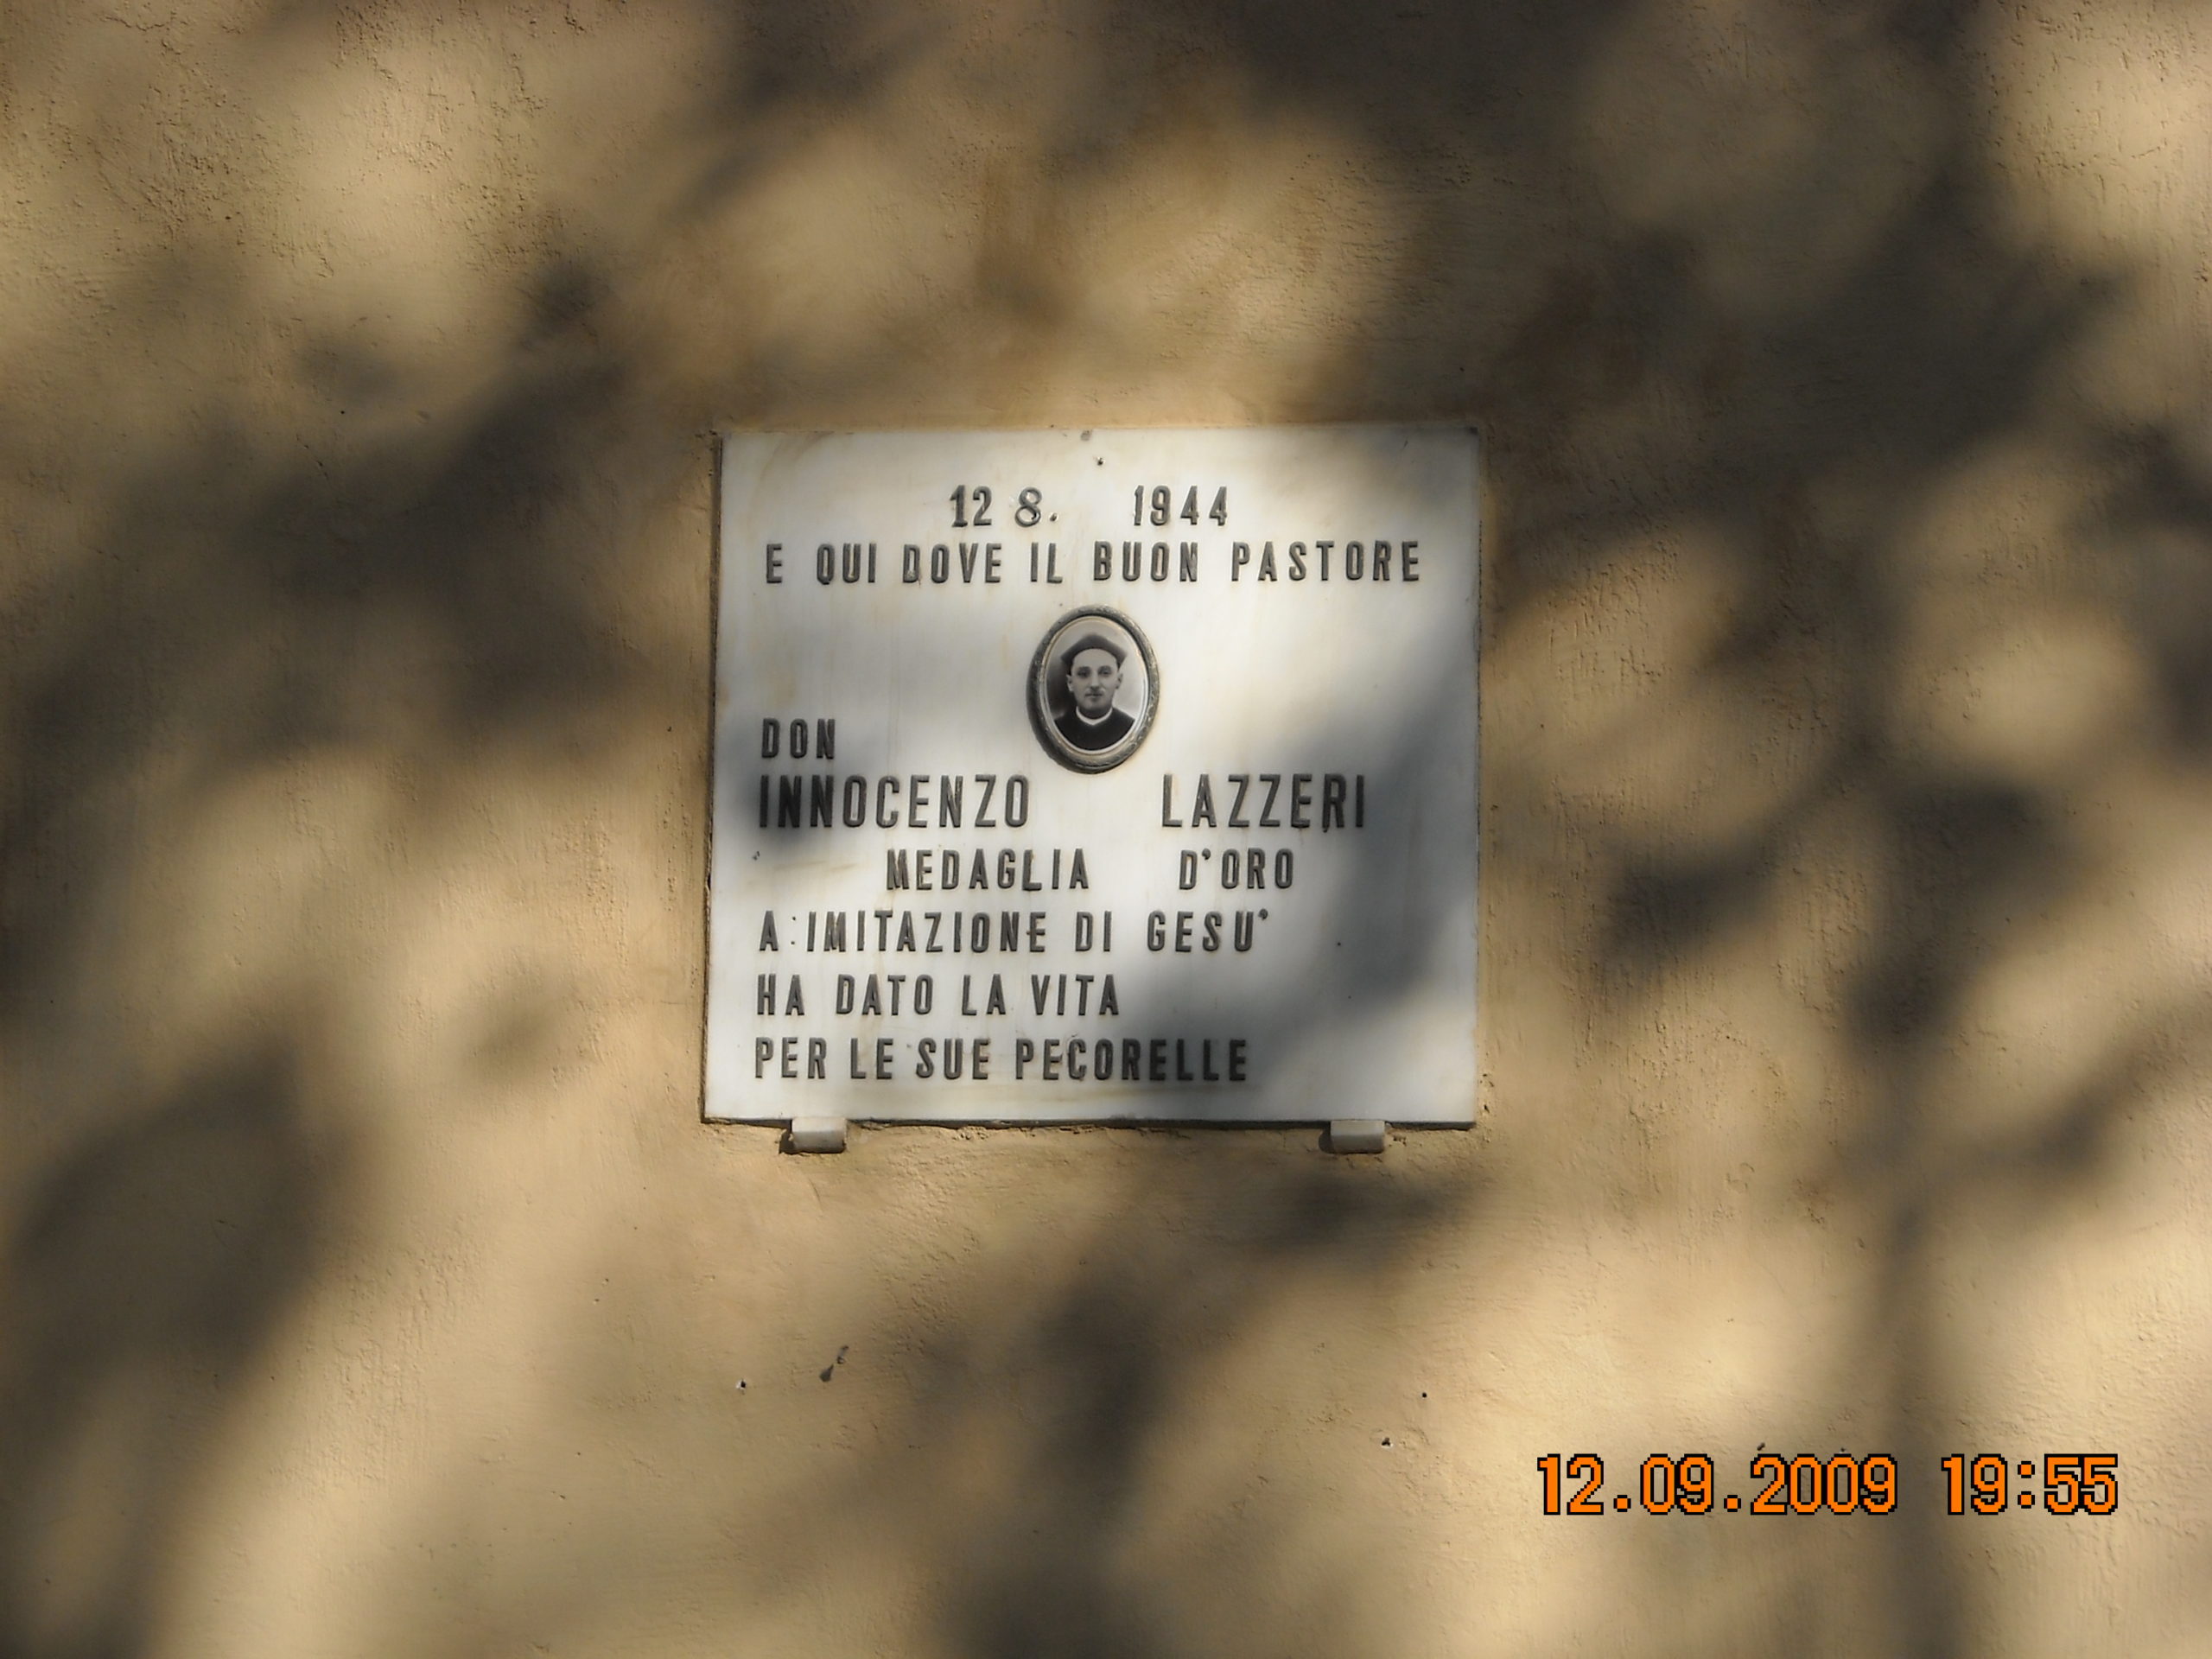 12 8. 1944
E QUI DOVE IL BUON PASTORE
DON
INNOCENZO LAZZERI
MEDAGLIA D'ORO
A IMITAZIONE DI GESU'
HA DATO LA VITA
PER LE SUE PECORELLE
12.09.2009 19:55